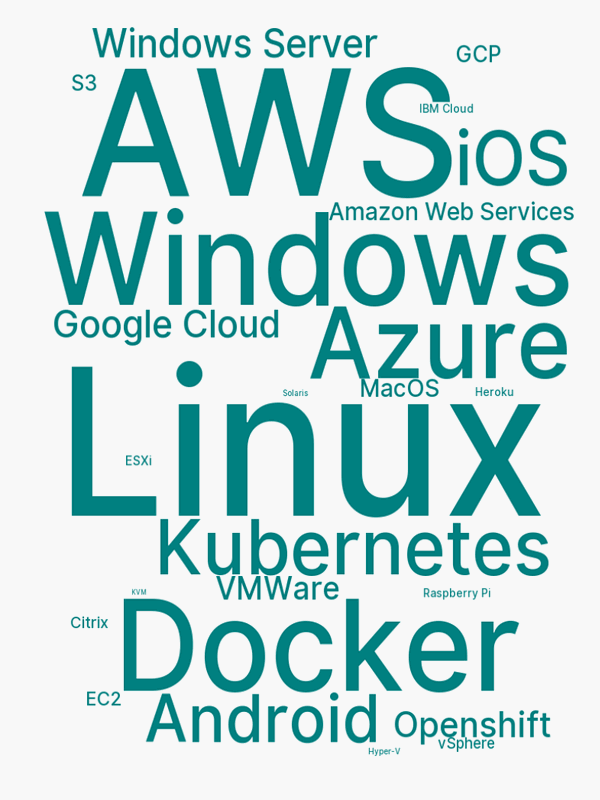 Windows Server
GCP
S3
AWS
IBM Cloud
iOS
Amazon Web Services
Windows
Google Cloud
Azure
MacOS
Solaris
Heroku
Linux
ESXi
Kubernetes
VMWare
KVM
Raspberry Pi
Docker
Citrix
EC2
Android
Openshift
vSphere
Hyper-V